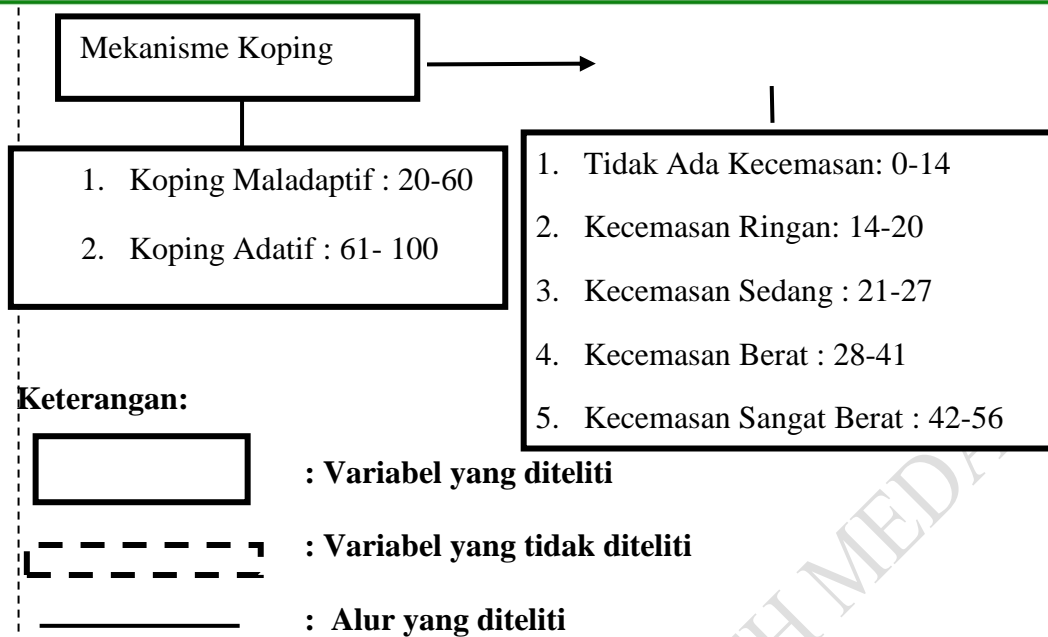 Mekanisme Koping
1. Koping Maladaptif : 20-60
2. Koping Adatif : 61- 100
1. Tidak Ada Kecemasan: 0-14
2. Kecemasan Ringan: 14-20
3. Kecemasan Sedang : 21-27
4. Kecemasan Berat : 28-41
5. Kecemasan Sangat Berat : 42-56
Keterangan:
: Variabel yang diteliti
: Variabel yang tidak diteliti
: Alur yang diteliti